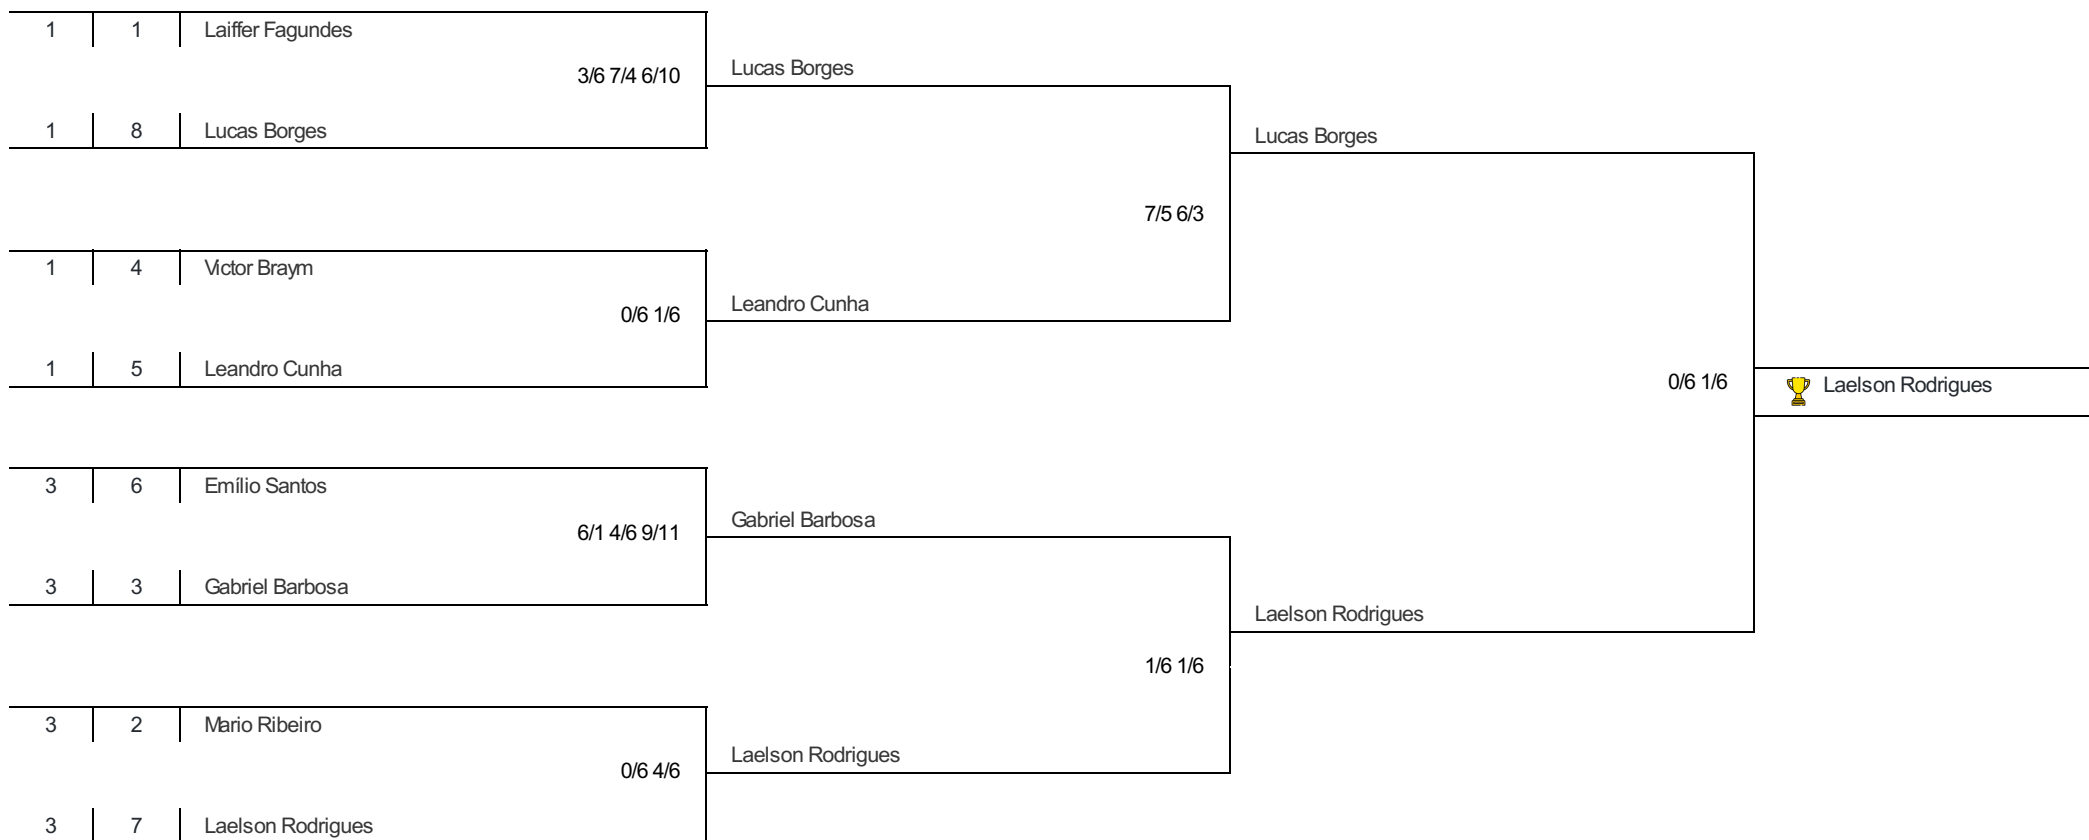 1 1 Laiffer Fagundes
3/6 7/4 6/10
Lucas Borges
1 8 Lucas Borges
Lucas Borges
7/5 6/3
1 4 Victor Braym
0/6 1/6
Leandro Cunha
1 5 Leandro Cunha
0/6 1/6
Laelson Rodrigues
3 6 Emílio Santos
6/1 4/6 9/11
Gabriel Barbosa
3 3 Gabriel Barbosa
Laelson Rodrigues
1/6 1/6
3 2 Mario Ribeiro
0/6 4/6
Laelson Rodrigues
3 7 Laelson Rodrigues